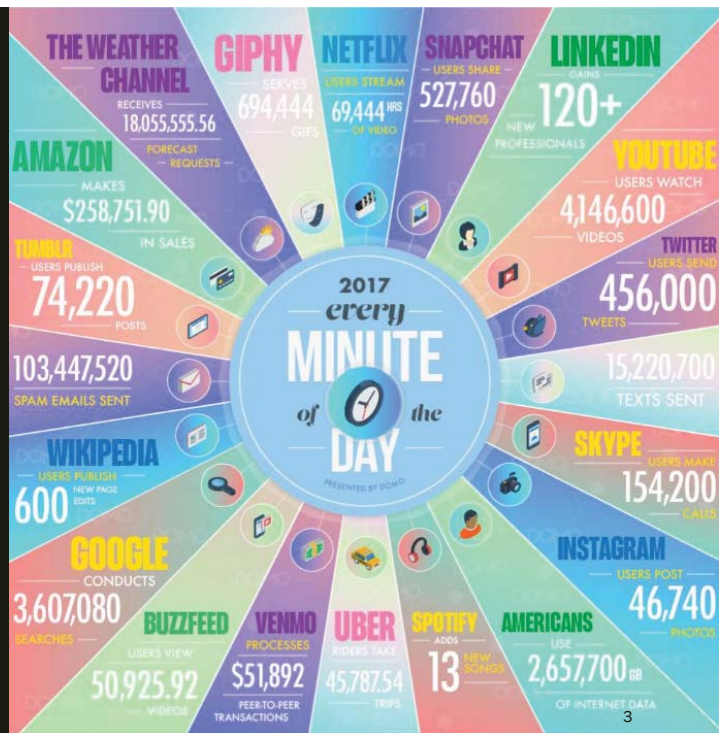 THE WEATHER
CHANNEL
RECEIVES
18,055,555.56
FORECAST
REQUESTS
GIPHY
SERVES
694,444
GIFS
NETFLIX
USERS STREAM
69,444 HRS
OF VIDEO
SNAPCHAT
USERS SHARE
527,760
PHOTOS
LINKEDIN
GAINS
120+
NEW
PROFESSIONALS
YOUTUBE
USERS WATCH
4,146,600
VIDEOS
TWITTER
USERS SEND
456,000
TWEETS
15,220,700
TEXTS SENT
SKYPE
USERS MAKE
154,200
CALLS
INSTAGRAM
USERS POST
46,740
PHOTOS
AMERICANS
USE
2,657,700 GB
OF INTERNET DATA
SPOTIFY
ADDS
13 NEW
SONGS
UBER
RIDERS TAKE
45,787.54
TRIPS
VENMO
PROCESSES
$51,892
PEER-TO-PEER
TRANSACTIONS
BUZZFEED
USERS VIEW
50,925.92
VIDEOS
GOOGLE
CONDUCTS
3,607,080
SEARCHES
WIKIPEDIA
USERS PUBLISH
600 NEW PAGE
EDITS
103,447,520
SPAM EMAILS SENT
TUMBLR
USERS PUBLISH
74,220
POSTS
AMAZON
MAKES
$258,751.90
IN SALES
2017
every
MINUTE
of the
DAY
PRESENTED BY DOMO
3